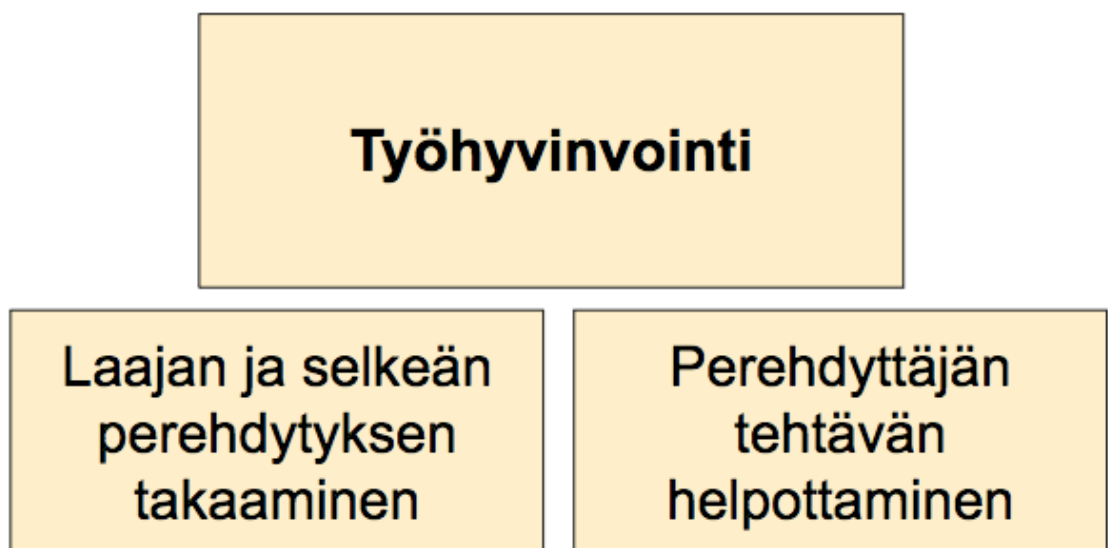 Työhyvinvointi
Laajan ja selkeän
perehdytyksen
takaaminen
Perehdyttäjän
tehtävän
helpottaminen